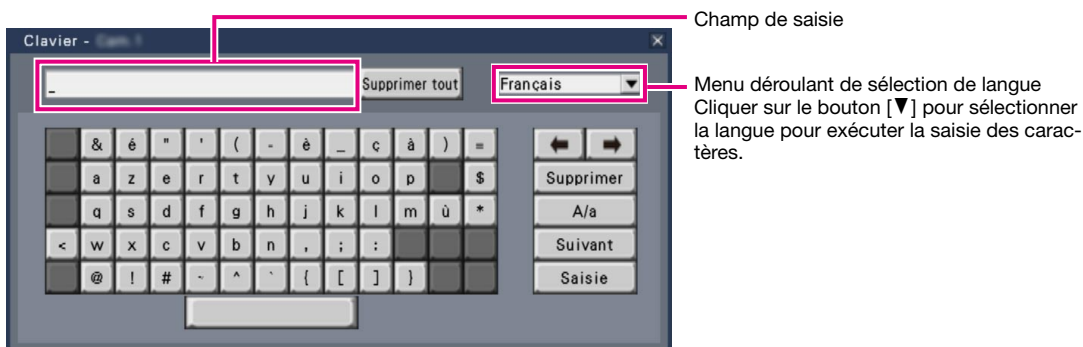 Champ de saisie
Clavier -
_
Supprimer tout
Français ▼
Menu déroulant de sélection de langue
Cliquer sur le bouton [▼] pour sélectionner
la langue pour exécuter la saisie des carac-
tères.
& é " ' ( - è _ ç à ) =
a z e r t y u i o p $
q s d f g h j k l m ù *
< w x c v b n , ; :
@ ! # ~ ^ ` { [ ] }
Supprimer
A/a
Suivant
Saisie